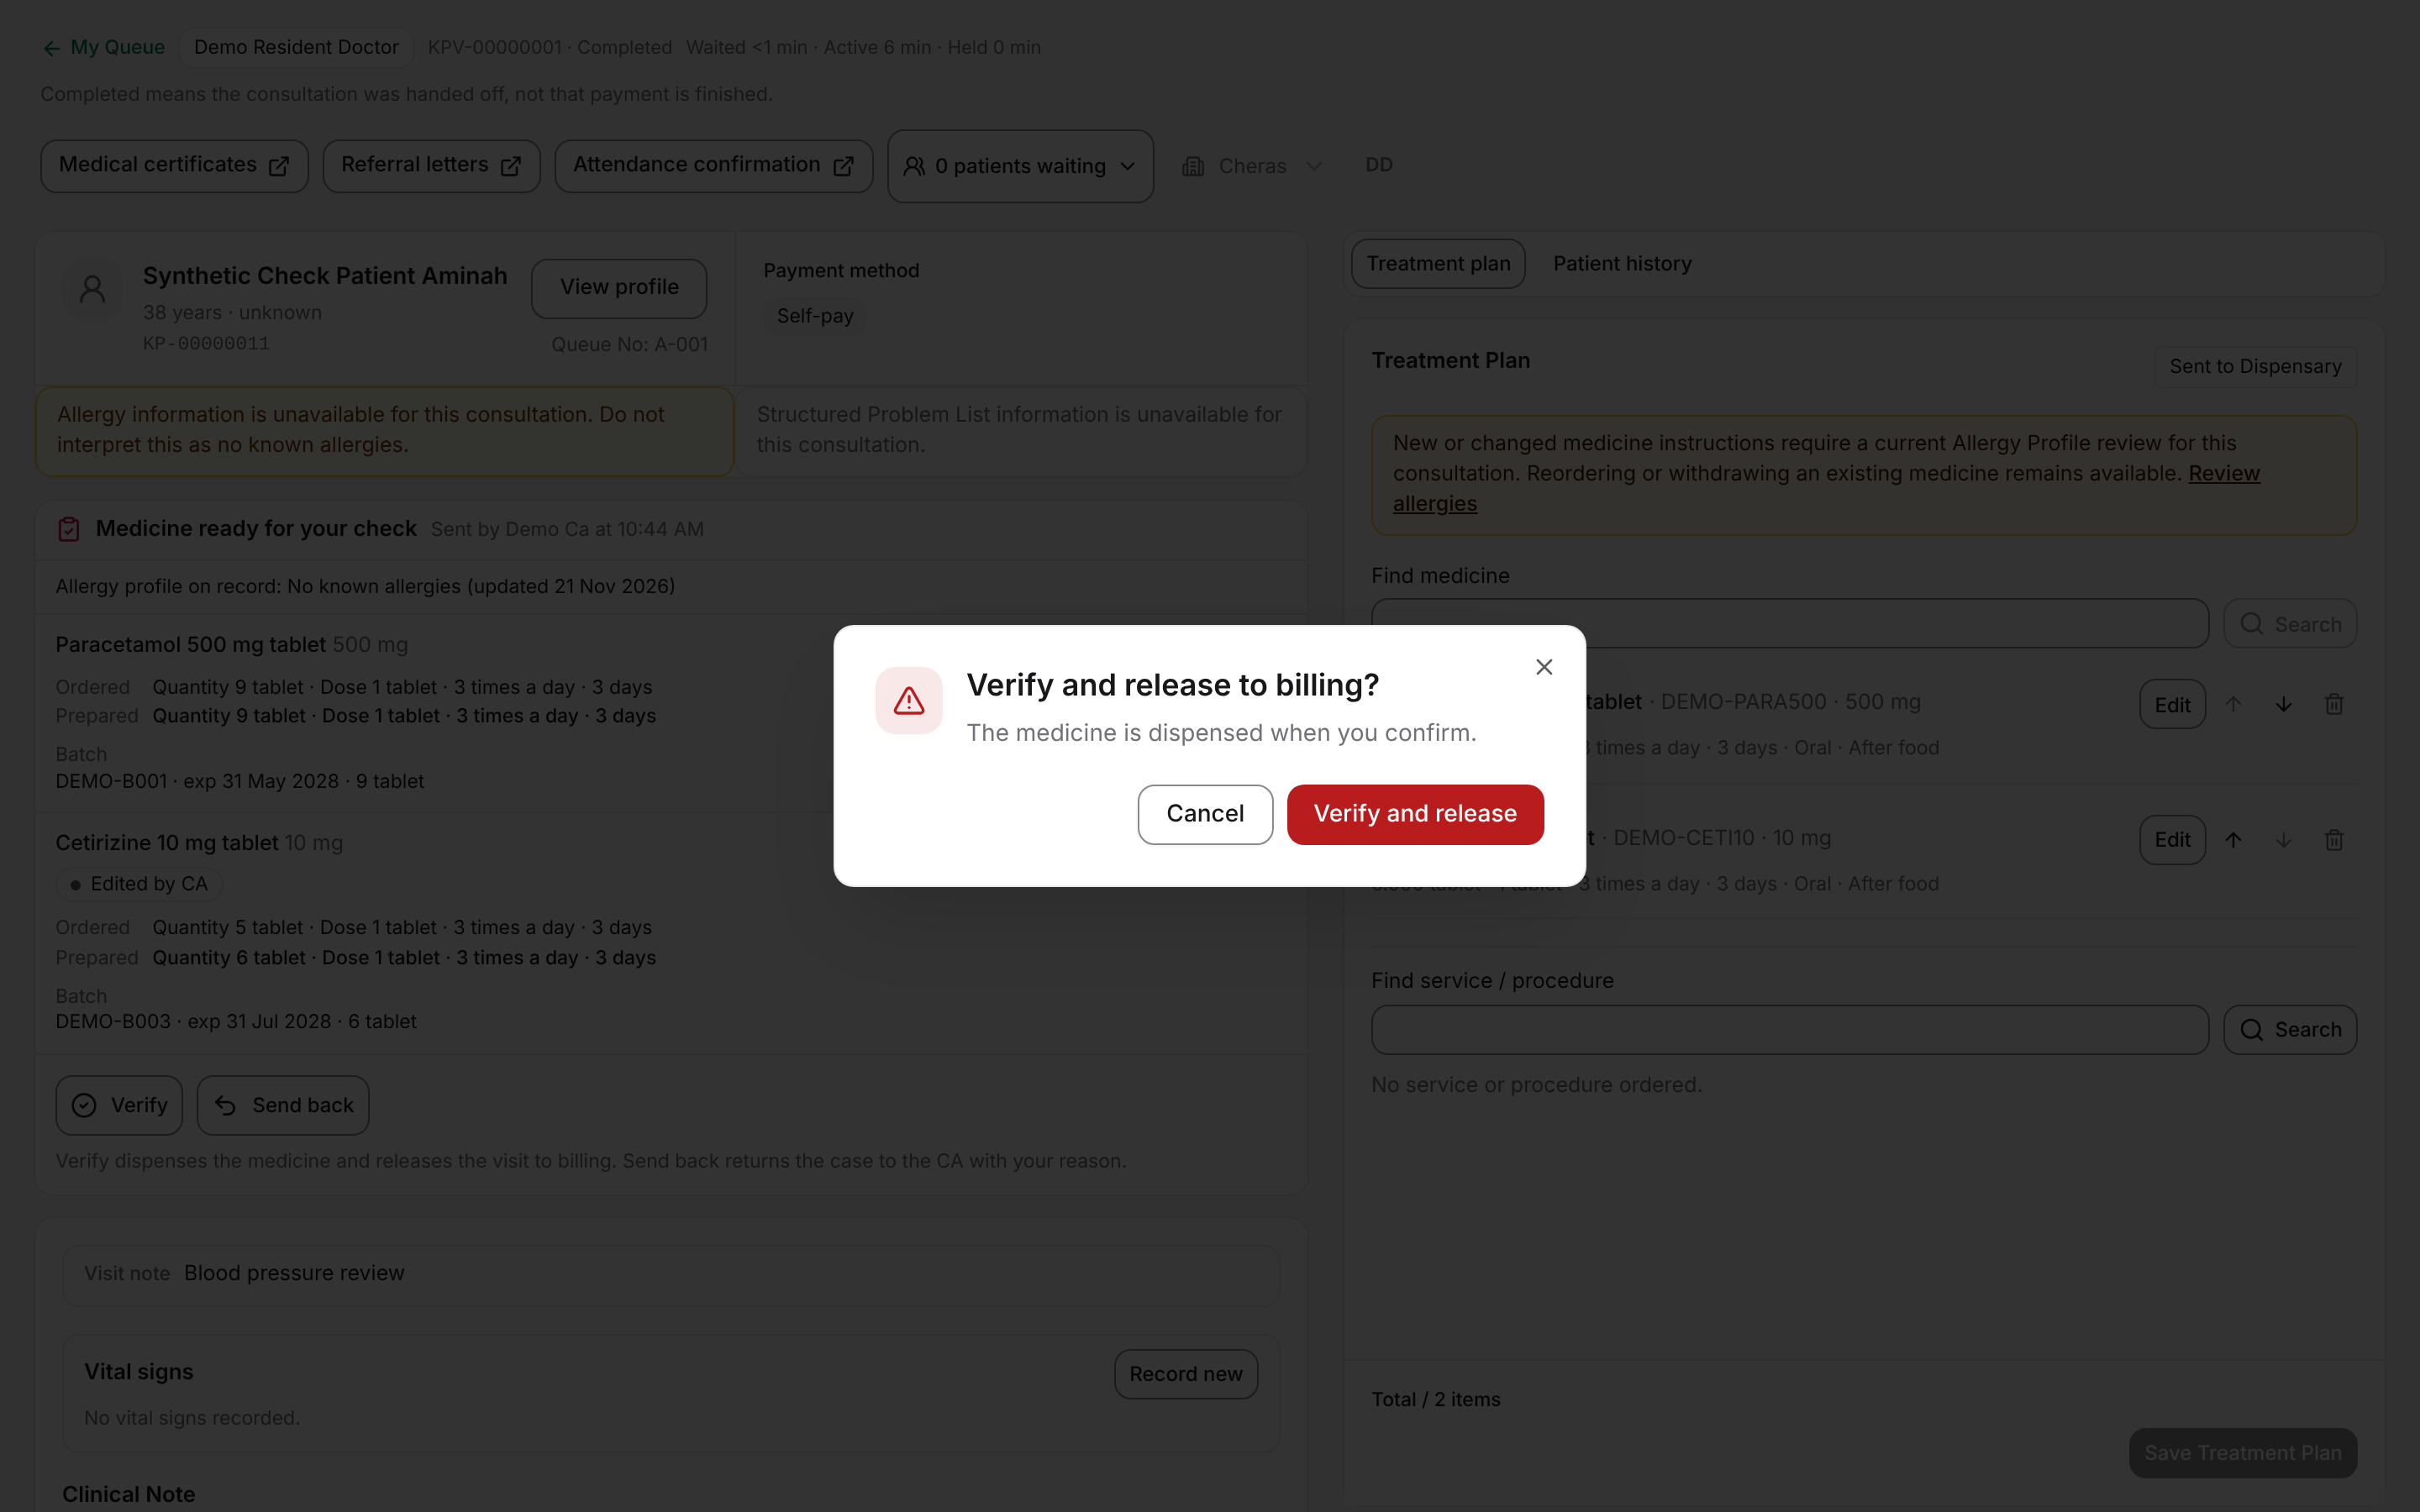 My Queue Demo Resident Doctor KPV-00000001 · Completed Waited <1 min · Active 6 min · Held 0 min
Completed means the consultation was handed off, not that payment is finished.
Medical certificates Referral letters Attendance confirmation 0 patients waiting Cheras DD
Synthetic Check Patient Aminah
38 years · unknown
KP-00000011
View profile
Queue No: A-001
Payment method
Self-pay
Allergy information is unavailable for this consultation. Do not
interpret this as no known allergies.
Structured Problem List information is unavailable for
this consultation.
Medicine ready for your check Sent by Demo Ca at 10:44 AM
Allergy profile on record: No known allergies (updated 21 Nov 2026)
Paracetamol 500 mg tablet 500 mg
Ordered Quantity 9 tablet · Dose 1 tablet · 3 times a day · 3 days
Prepared Quantity 9 tablet · Dose 1 tablet · 3 times a day · 3 days
Batch
DEMO-B001 · exp 31 May 2028 · 9 tablet
Cetirizine 10 mg tablet 10 mg
Edited by CA
Ordered Quantity 5 tablet · Dose 1 tablet · 3 times a day · 3 days
Prepared Quantity 6 tablet · Dose 1 tablet · 3 times a day · 3 days
Batch
DEMO-B003 · exp 31 Jul 2028 · 6 tablet
Verify Send back
Verify dispenses the medicine and releases the visit to billing. Send back returns the case to the CA with your reason.
Visit note Blood pressure review
Vital signs
Record new
No vital signs recorded.
Clinical Note
Verify and release to billing?
The medicine is dispensed when you confirm.
Cancel Verify and release
Treatment plan Patient history
Treatment Plan
Sent to Dispensary
New or changed medicine instructions require a current Allergy Profile review for this
consultation. Reordering or withdrawing an existing medicine remains available. Review
allergies
Find medicine
Search
tablet · DEMO-PARA500 · 500 mg
Edit
3 times a day · 3 days · Oral · After food
t · DEMO-CETI10 · 10 mg
Edit
3 times a day · 3 days · Oral · After food
Find service / procedure
Search
No service or procedure ordered.
Total / 2 items
Save Treatment Plan